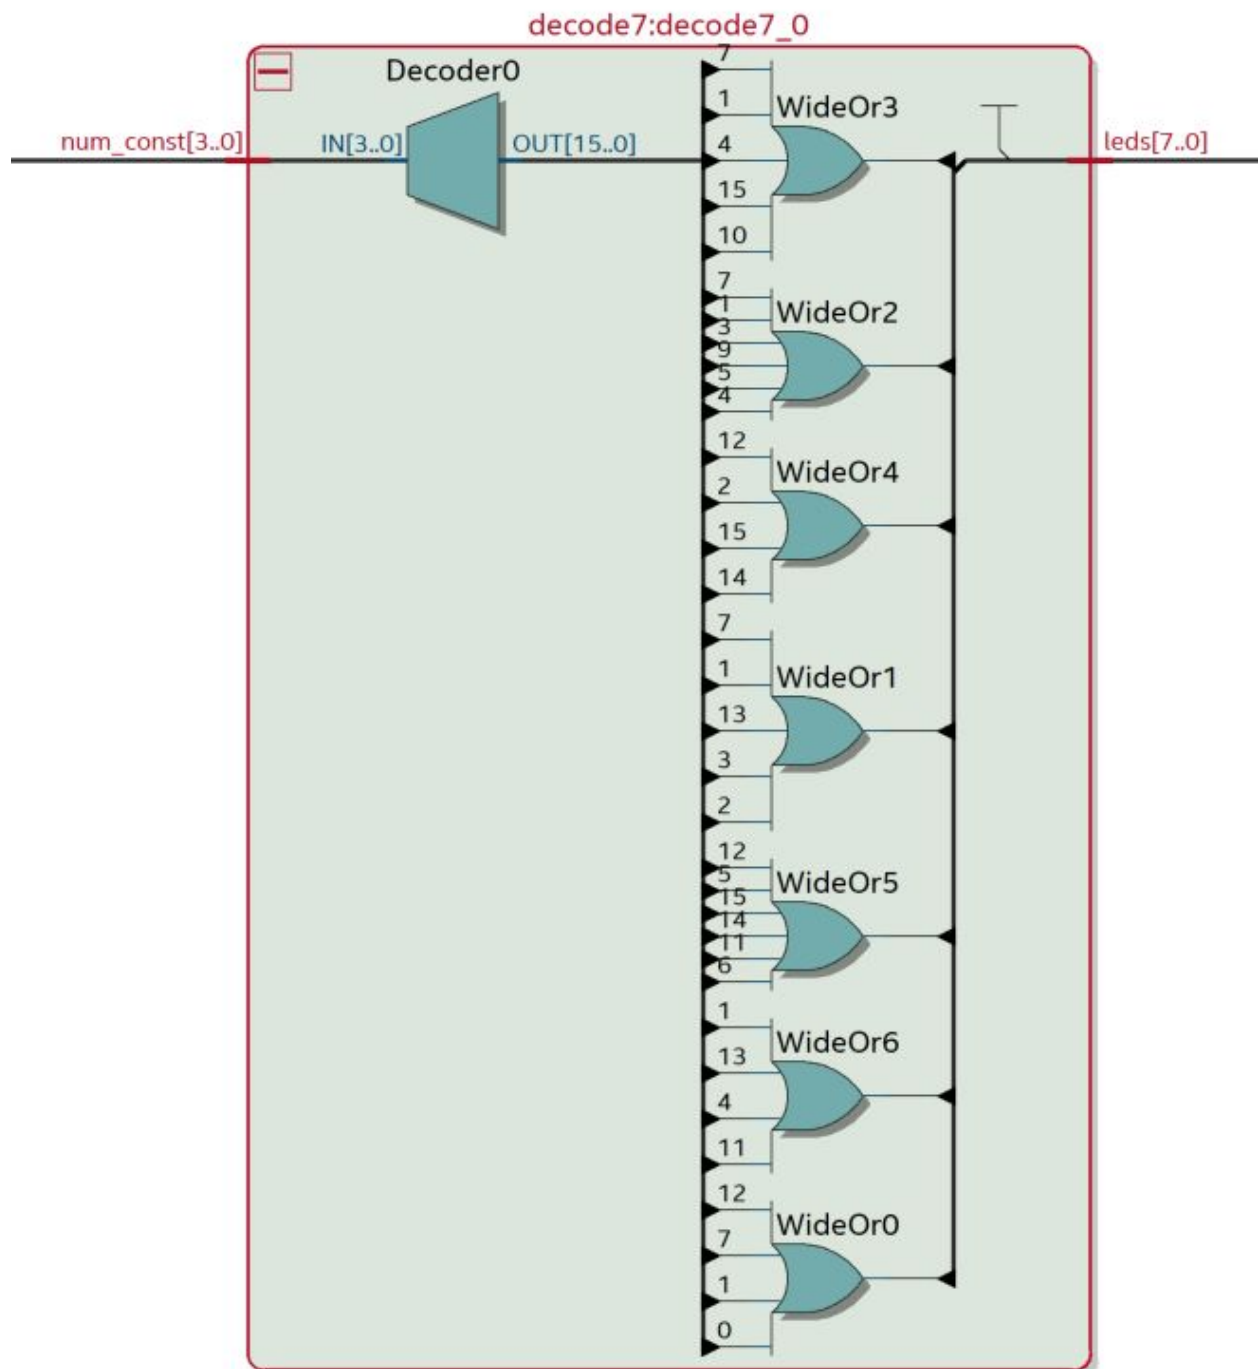 decode7:decode7_0
Decoder0
num_const[3..0]
IN[3..0]
OUT[15..0]
leds[7..0]
7
1
4
15
10
WideOr3
7
1
3
9
5
4
WideOr2
12
2
15
14
WideOr4
7
1
13
3
2
WideOr1
12
5
15
14
11
6
WideOr5
1
13
4
11
WideOr6
12
7
1
0
WideOr0